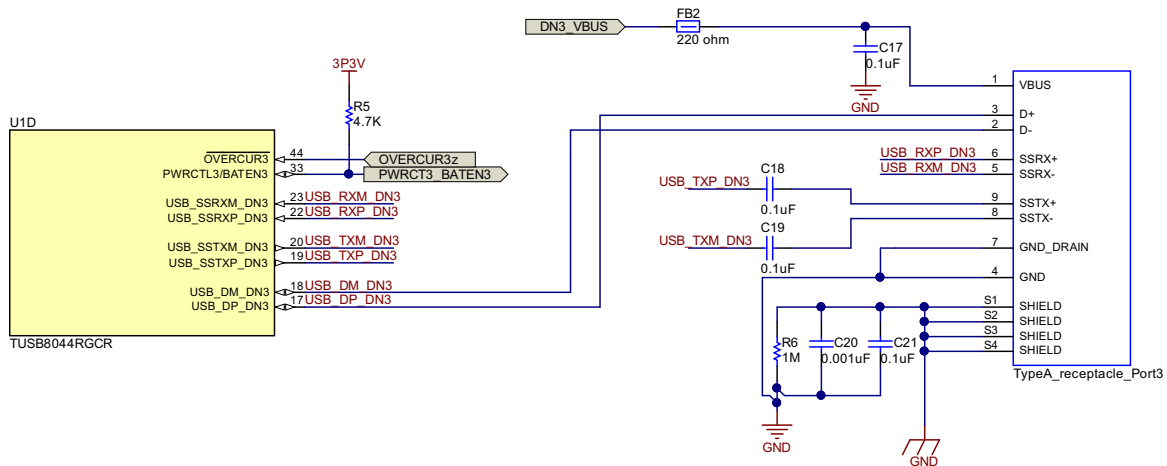 FB2
DN3_VBUS
220 ohm
C17
0.1uF
GND
3P3V
R5
4.7K
U1D
OVERCUR3 44 OVERCUR3z
PWRCTL3/BATEN3 33 PWRCT3_BATEN3
USB_SSRXM_DN3 23 USB_RXM_DN3
USB_SSRXP_DN3 22 USB_RXP_DN3
USB_SSTXM_DN3 20 USB_TXM_DN3
USB_SSTXP_DN3 19 USB_TXP_DN3
USB_DM_DN3 18 USB_DM_DN3
USB_DP_DN3 17 USB_DP_DN3
TUSB8044RGCR
1 VBUS
3 D+
2 D-
USB_RXP_DN3 6 SSRX+
USB_RXM_DN3 5 SSRX-
C18
USB_TXP_DN3
0.1uF
9 SSTX+
8 SSTX-
C19
USB_TXM_DN3
0.1uF
7 GND_DRAIN
4 GND
S1 SHIELD
S2 SHIELD
S3 SHIELD
S4 SHIELD
R6
1M
C20
0.001uF
C21
0.1uF
TypeA_receptacle_Port3
GND
GND